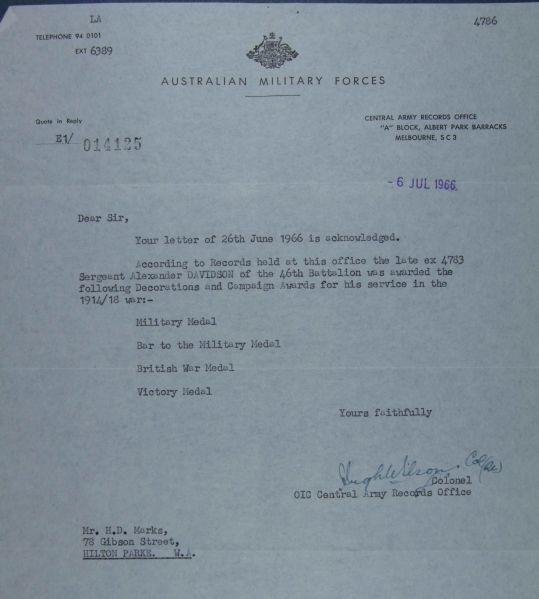 LA
4786
TELEPHONE 94 0101
EXT 6389
AUSTRALIAN MILITARY FORCES
Quote in Reply
E1/ 014125
CENTRAL ARMY RECORDS OFFICE
"A" BLOCK, ALBERT PARK BARRACKS
MELBOURNE, S C 3
- 6 JUL 1966
Dear Sir,
Your letter of 26th June 1966 is acknowledged.
According to Records held at this office the late ex 4783
Sergeant Alexander DAVIDSON of the 46th Battalion was awarded the
following Decorations and Campaign Awards for his service in the
1914/18 war:-
Military Medal
Bar to the Military Medal
British War Medal
Victory Medal
Yours faithfully
Hugh Wilson. Col
Colonel
OIC Central Army Records Office
Mr. H.D. Marks,
78 Gibson Street,
HILTON PARKE. W.A.